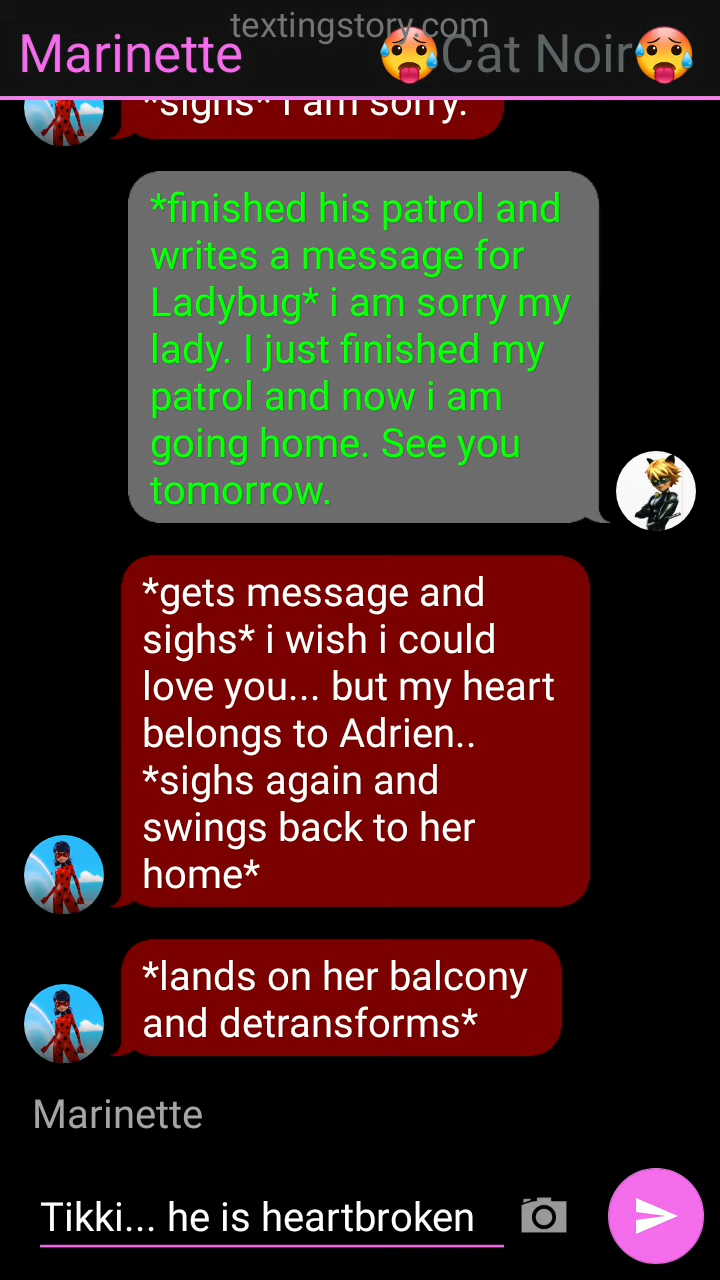 textingstory.com
Marinette
🥵Cat Noir🥵
*sighs* i am sorry.
*finished his patrol and
writes a message for
Ladybug* i am sorry my
lady. I just finished my
patrol and now i am
going home. See you
tomorrow.
*gets message and
sighs* i wish i could
love you... but my heart
belongs to Adrien..
*sighs again and
swings back to her
home*
*lands on her balcony
and detransforms*
Marinette
Tikki... he is heartbroken